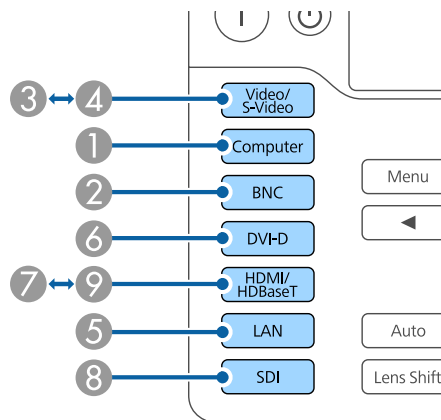 3 ↔ 4 Video/
S-Video
1 Computer
2 BNC
Menu
6 DVI-D
◀
7 ↔ 9 HDMI/
HDBaseT
5 LAN
Auto
8 SDI
Lens Shift